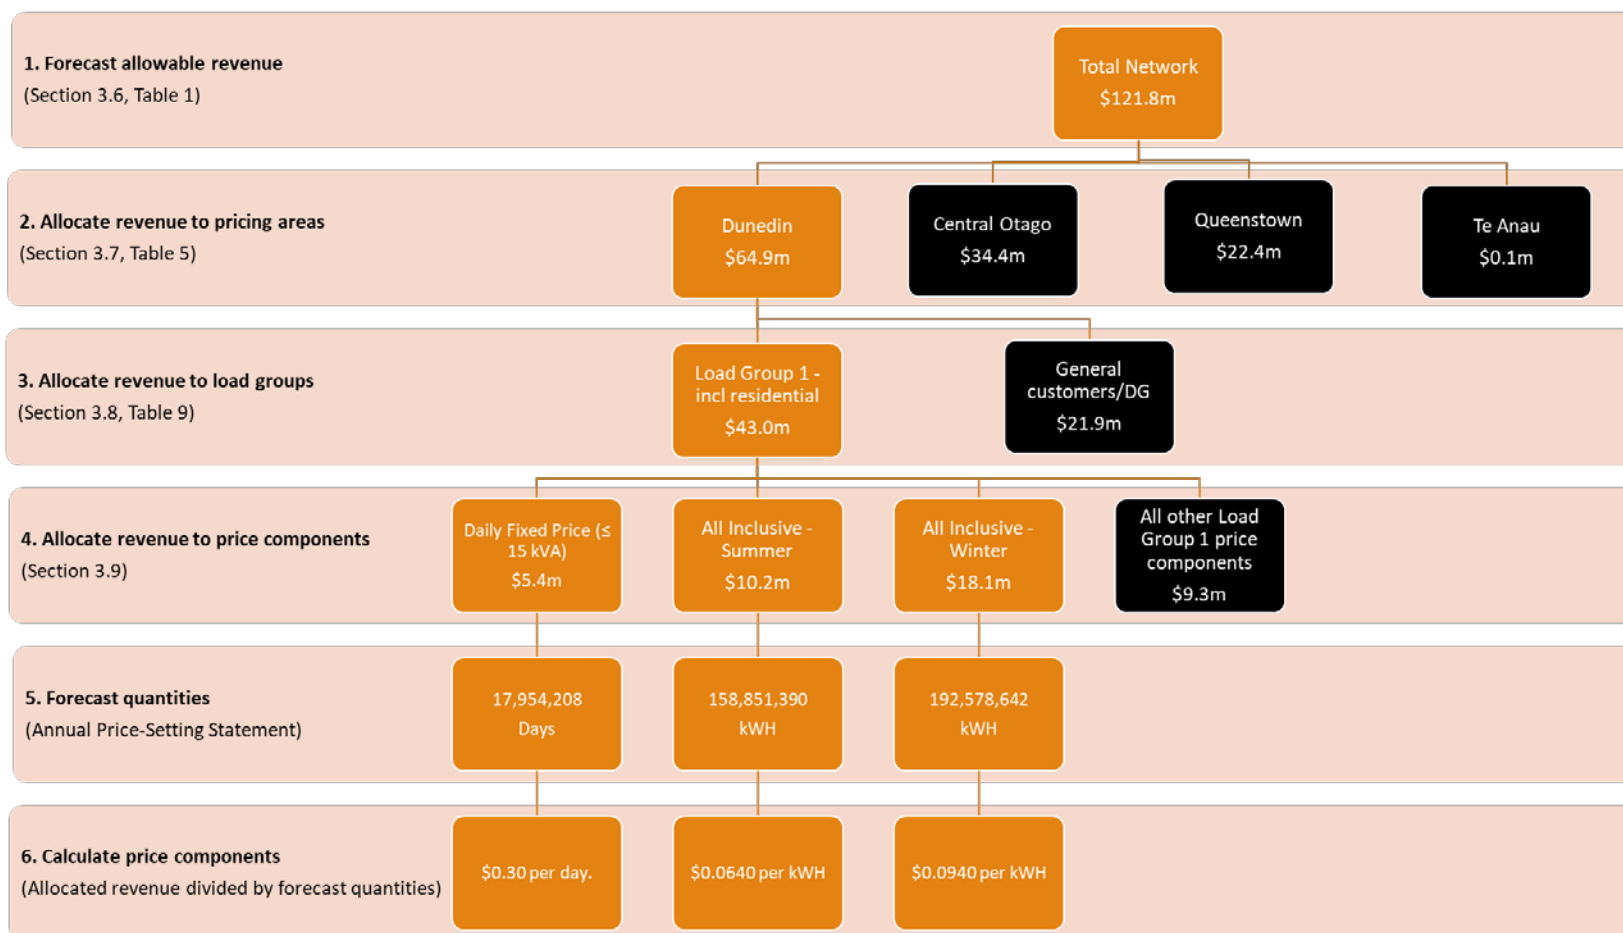 1. Forecast allowable revenue
(Section 3.6, Table 1)
Total Network
$121.8m
2. Allocate revenue to pricing areas
(Section 3.7, Table 5)
Dunedin
$64.9m
Central Otago
$34.4m
Queenstown
$22.4m
Te Anau
$0.1m
3. Allocate revenue to load groups
(Section 3.8, Table 9)
Load Group 1 -
incl residential
$43.0m
General
customers/DG
$21.9m
4. Allocate revenue to price components
(Section 3.9)
Daily Fixed Price (≤
15 kVA)
$5.4m
All Inclusive -
Summer
$10.2m
All Inclusive -
Winter
$18.1m
All other Load
Group 1 price
components
$9.3m
5. Forecast quantities
(Annual Price-Setting Statement)
17,954,208
Days
158,851,390
kWH
192,578,642
kWH
6. Calculate price components
(Allocated revenue divided by forecast quantities)
$0.30 per day.
$0.0640 per kWH
$0.0940 per kWH